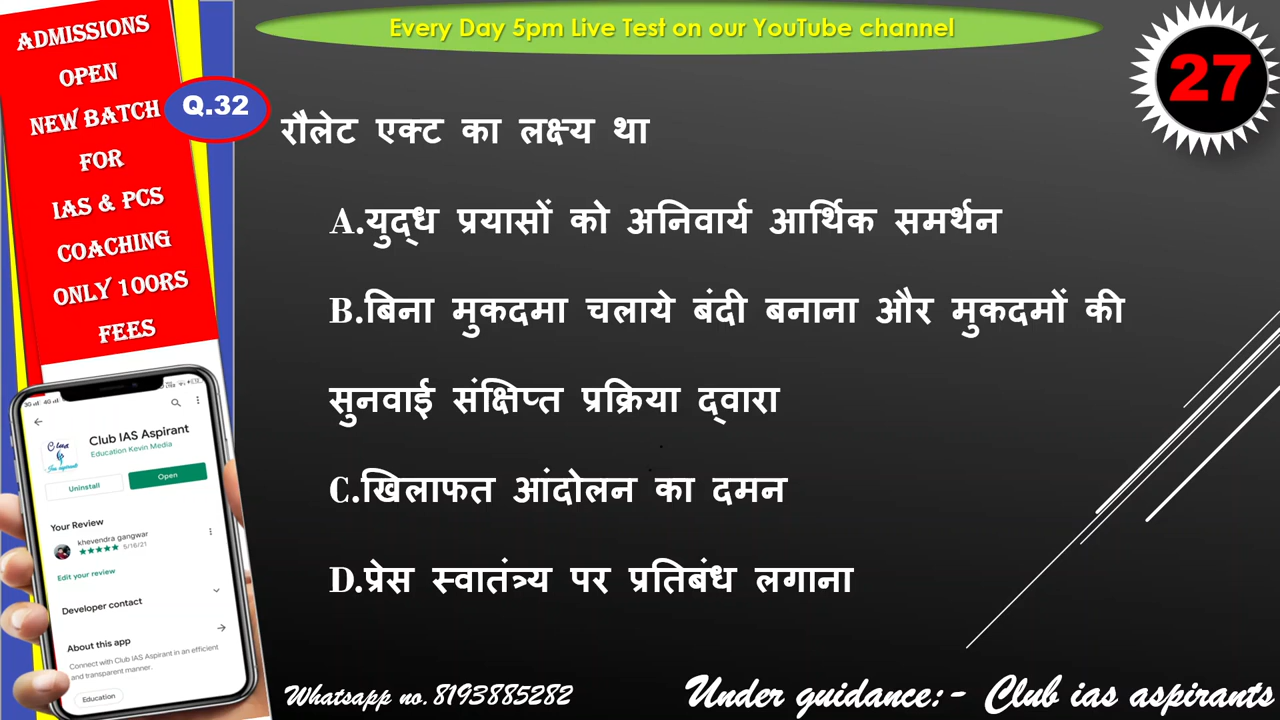 Every Day 5pm Live Test on our YouTube channel
ADMISSIONS
OPEN
NEW BATCH
FOR
IAS & PCS
COACHING
ONLY 100RS
FEES
Q.32
27
रौलेट एक्ट का लक्ष्य था
A.युद्ध प्रयासों को अनिवार्य आर्थिक समर्थन
B.बिना मुकदमा चलाये बंदी बनाना और मुकदमों की
सुनवाई संक्षिप्त प्रक्रिया द्वारा
C.खिलाफत आंदोलन का दमन
D.प्रेस स्वातंत्र्य पर प्रतिबंध लगाना
Club IAS Aspirant
Education Kevin Media
Uninstall
Open
Your Review
khevendra gangwar
5/16/21
Edit your review
Developer contact
About this app
Connect with Club IAS Aspirant in an efficient
and transparent manner.
Education
Whatsapp no. 8193885282
Under guidance:- Club ias aspirants